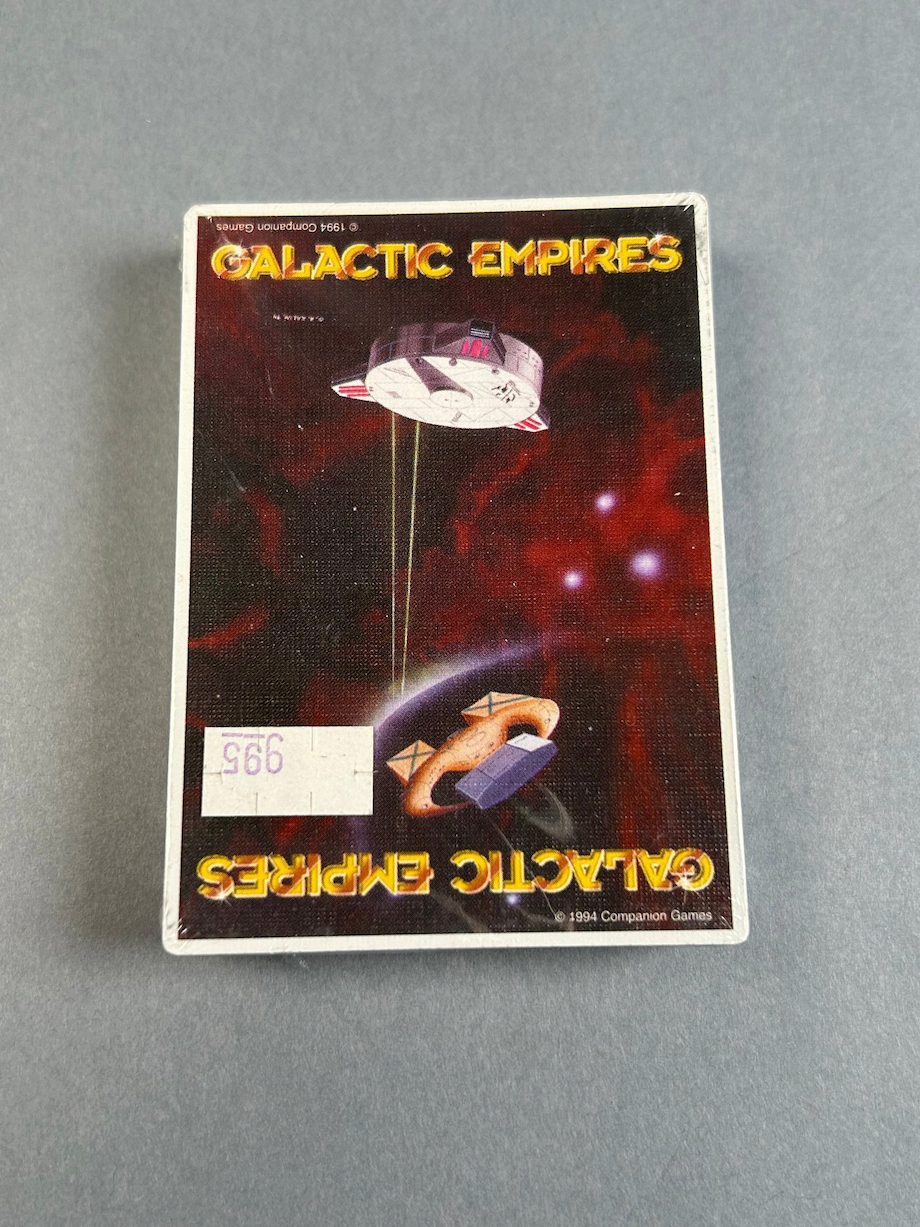 © 1994 Companion Games
GALACTIC EMPIRES
995
GALACTIC EMPIRES
© 1994 Companion Games